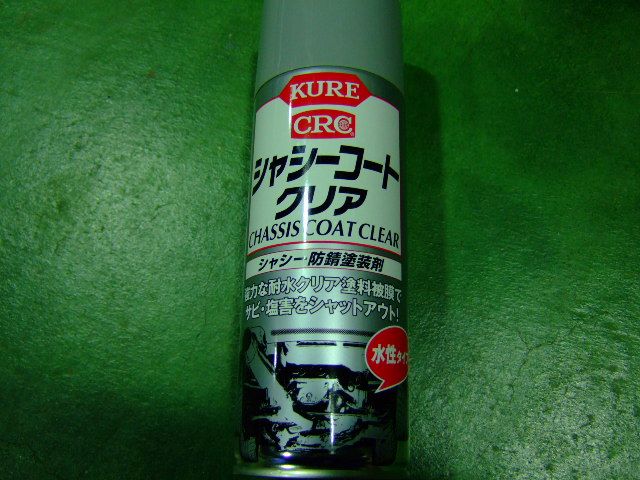 KURE
CRC
シャシーコート
クリア
CHASSIS COAT CLEAR
シャシー・防錆塗装剤
強力な耐水クリア塗料被膜で
サビ・塩害をシャットアウト!
水性タイプ